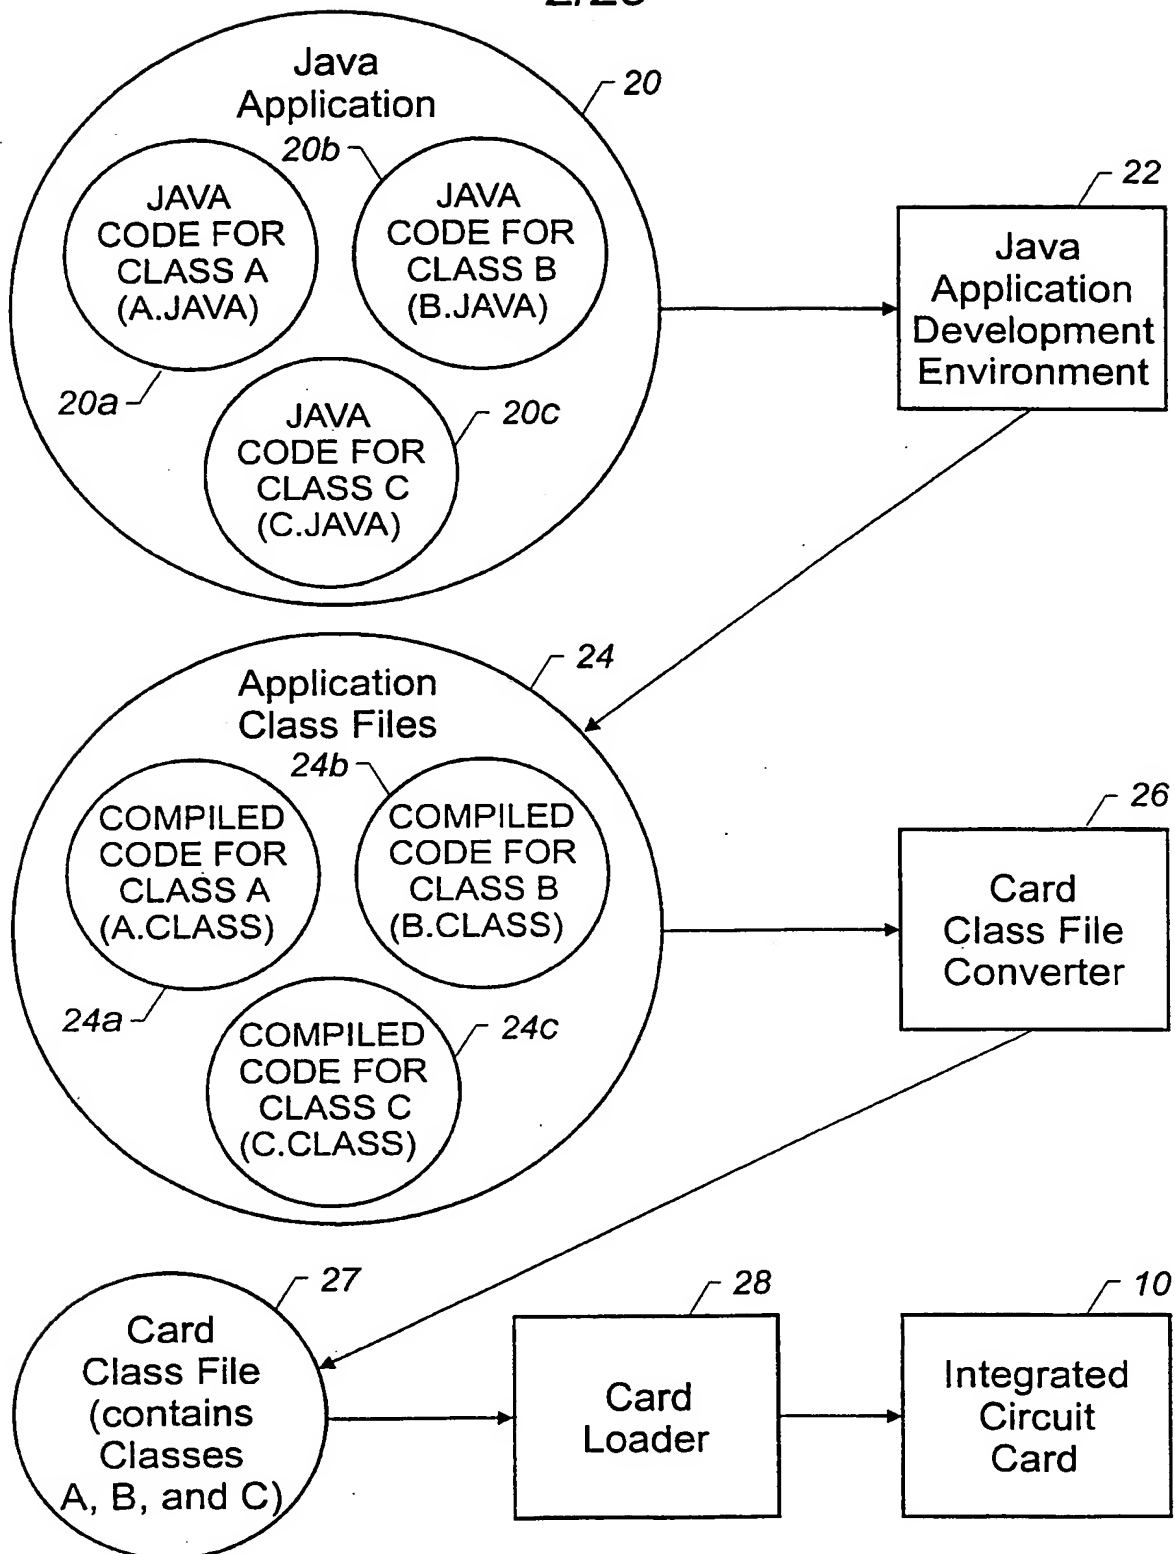 Java
Application
20
20b
JAVA
CODE FOR
CLASS A
(A.JAVA)
JAVA
CODE FOR
CLASS B
(B.JAVA)
20a
JAVA
CODE FOR
CLASS C
(C.JAVA)
20c
22
Java
Application
Development
Environment
24
Application
Class Files
24b
COMPILED
CODE FOR
CLASS A
(A.CLASS)
COMPILED
CODE FOR
CLASS B
(B.CLASS)
24a
COMPILED
CODE FOR
CLASS C
(C.CLASS)
24c
26
Card
Class File
Converter
27
Card
Class File
(contains
Classes
A, B, and C)
28
Card
Loader
10
Integrated
Circuit
Card